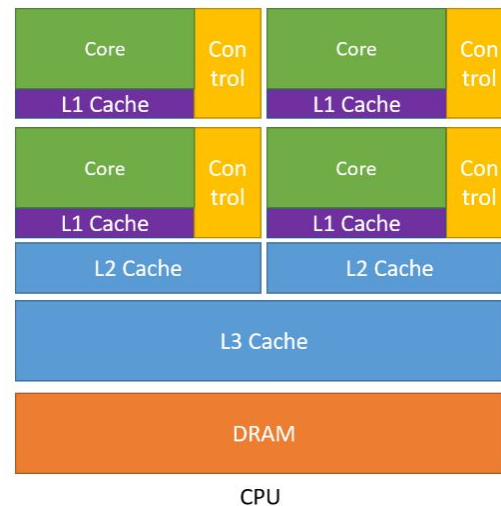 Core
Con
trol
L1 Cache
Core
Con
trol
L1 Cache
Core
Con
trol
L1 Cache
Core
Con
trol
L1 Cache
L2 Cache
L2 Cache
L3 Cache
DRAM
CPU